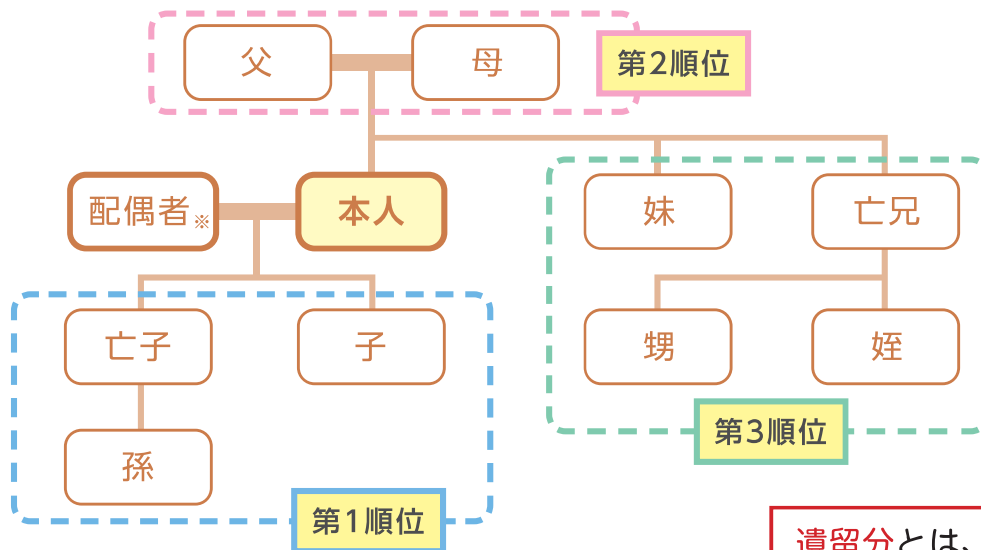 父
母
第2順位
配偶者※
本人
妹
亡兄
亡子
子
甥
姪
孫
第3順位
第1順位
遺留分とは、